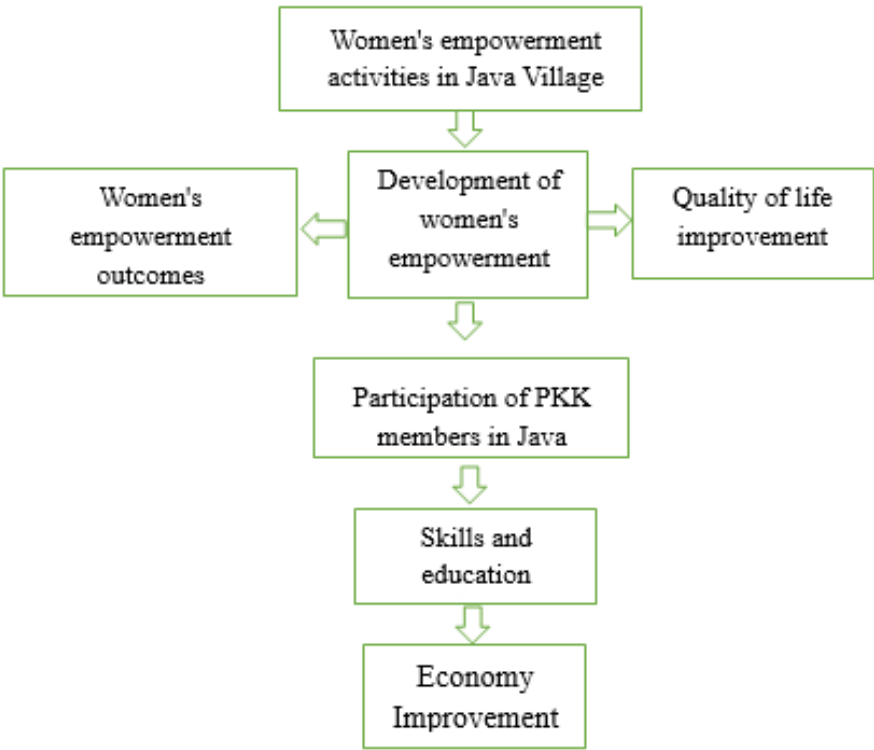 Women's empowerment
activities in Java Village
Women's
empowerment
outcomes
Development of
women's
empowerment
Quality of life
improvement
Participation of PKK
members in Java
Skills and
education
Economy
Improvement